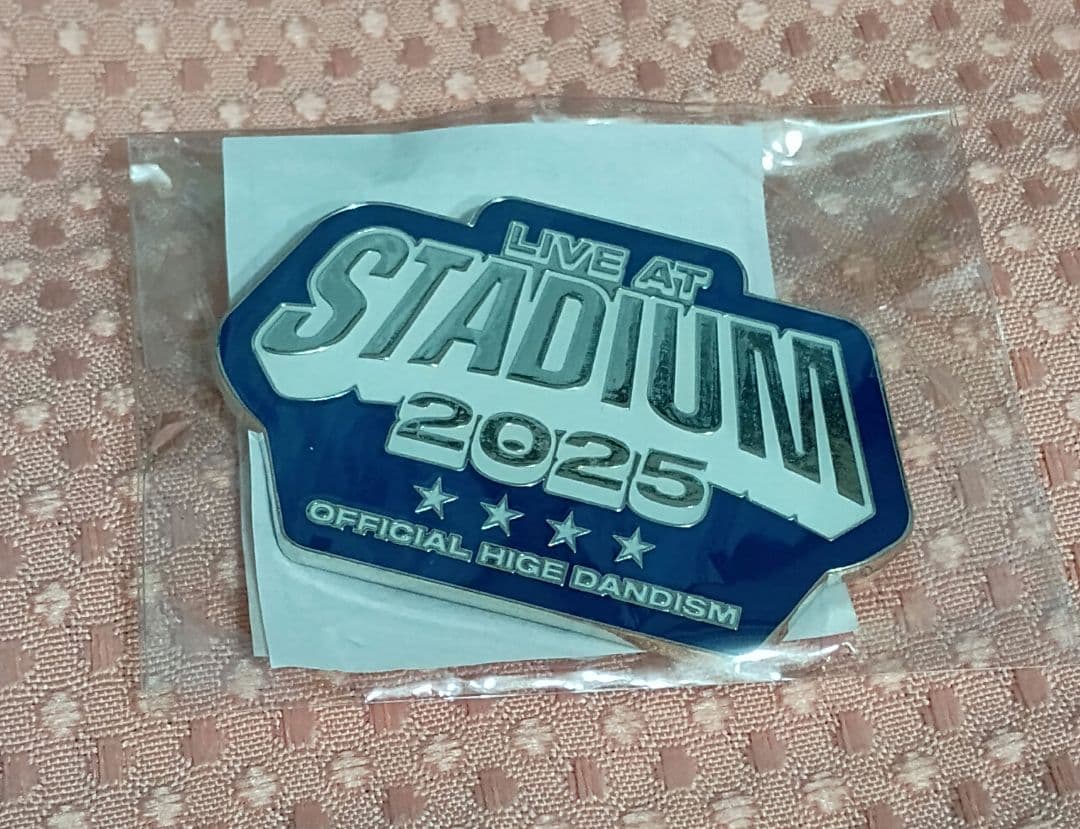 LIVE AT
STADIUM
2025
OFFICIAL HIGE DANDISM